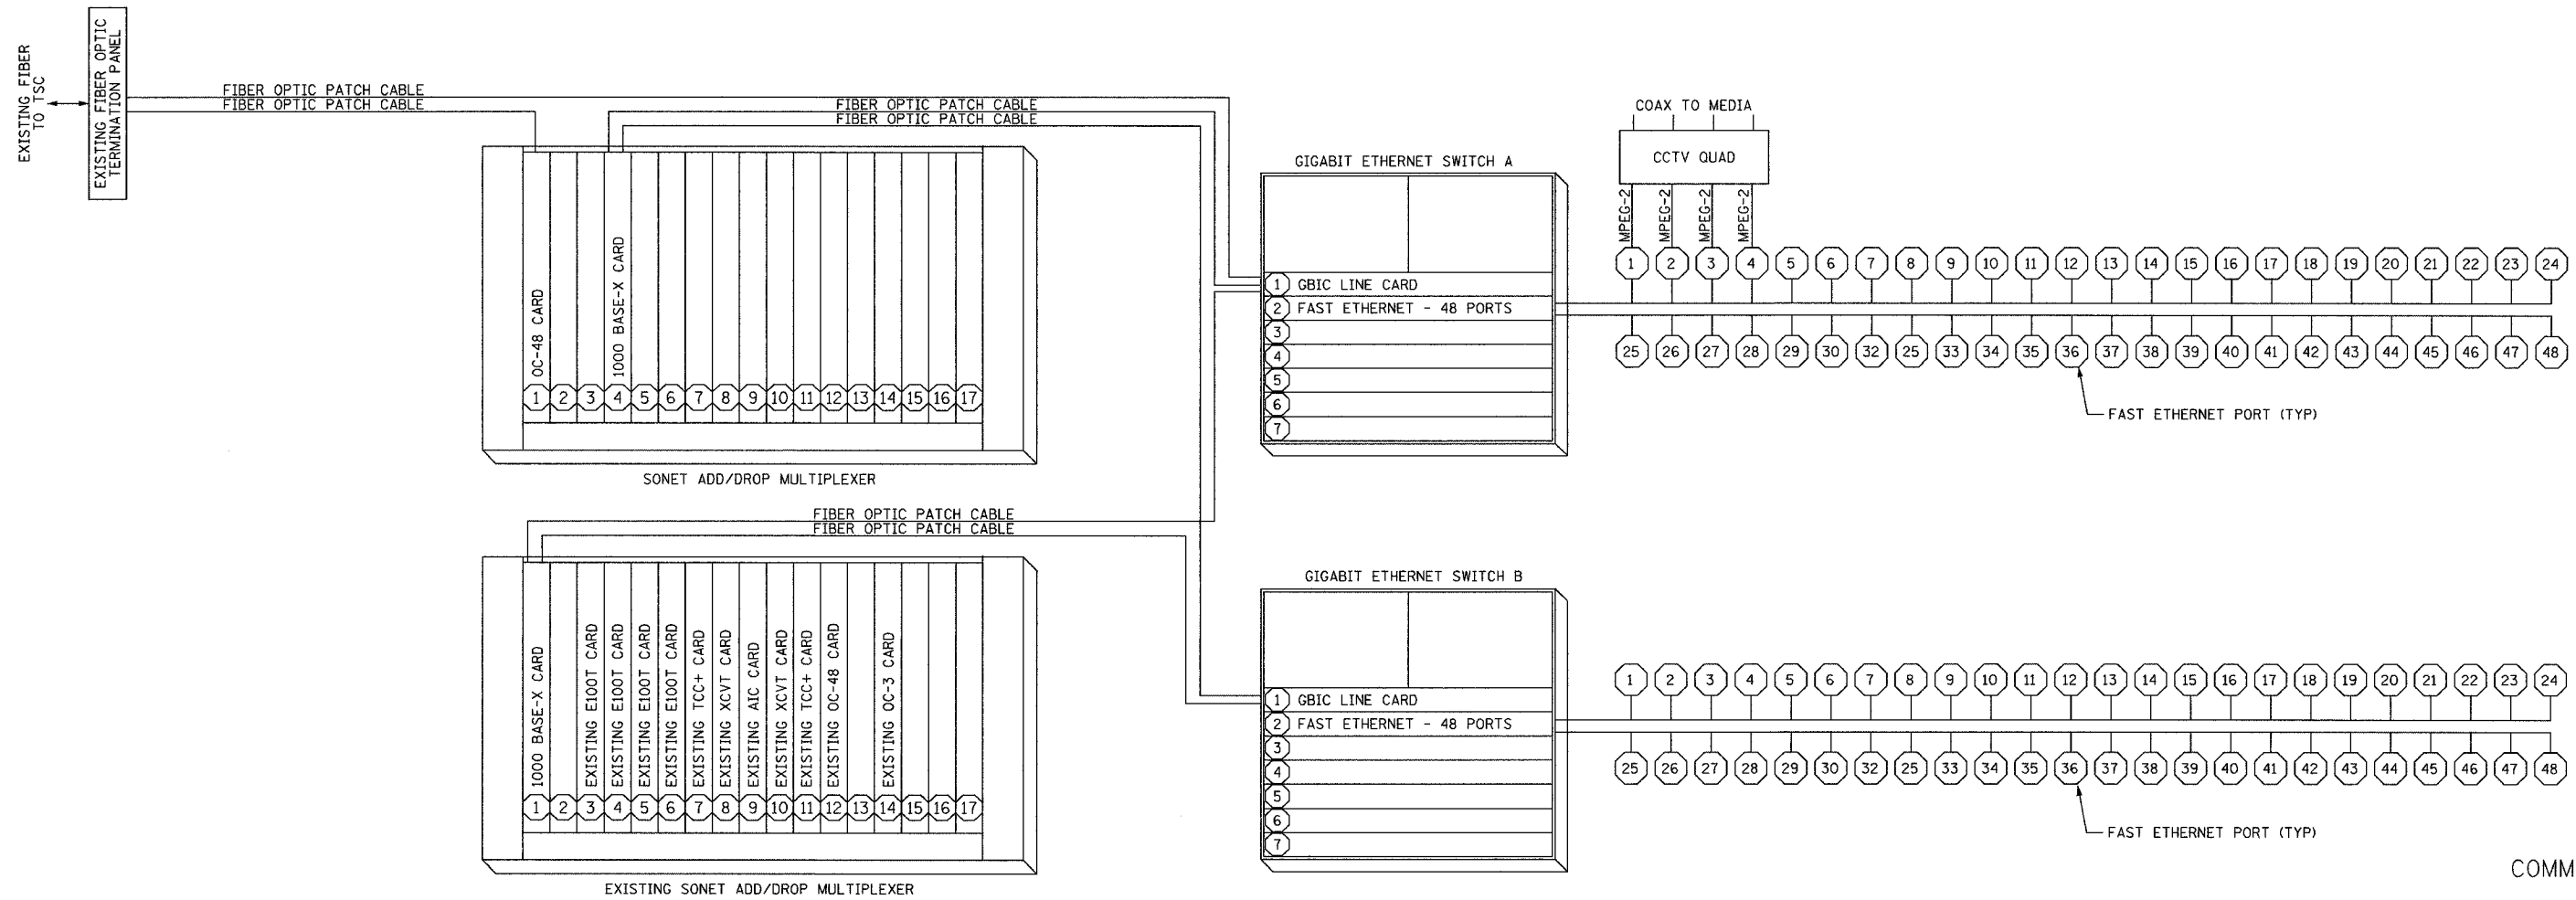 EXISTING FIBER
TO TSC
EXISTING FIBER OPTIC
TERMINATION PANEL
FIBER OPTIC PATCH CABLE
FIBER OPTIC PATCH CABLE
FIBER OPTIC PATCH CABLE
FIBER OPTIC PATCH CABLE
OC-48 CARD
1000 BASE-X CARD
1 2 3 4 5 6 7 8 9 10 11 12 13 14 15 16 17
SONET ADD/DROP MULTIPLEXER
GIGABIT ETHERNET SWITCH A
1 GBIC LINE CARD
2 FAST ETHERNET - 48 PORTS
3
4
5
6
7
COAX TO MEDIA
CCTV QUAD
MPEG-2
MPEG-2
MPEG-2
MPEG-2
1 2 3 4 5 6 7 8 9 10 11 12 13 14 15 16 17 18 19 20 21 22 23 24
25 26 27 28 29 30 32 25 33 34 35 36 37 38 39 40 41 42 43 44 45 46 47 48
FAST ETHERNET PORT (TYP)
FIBER OPTIC PATCH CABLE
FIBER OPTIC PATCH CABLE
1000 BASE-X CARD
EXISTING E100T CARD
EXISTING E100T CARD
EXISTING E100T CARD
EXISTING E100T CARD
EXISTING TCC+ CARD
EXISTING XCVT CARD
EXISTING AIC CARD
EXISTING XCVT CARD
EXISTING TCC+ CARD
EXISTING OC-48 CARD
EXISTING OC-3 CARD
1 2 3 4 5 6 7 8 9 10 11 12 13 14 15 16 17
EXISTING SONET ADD/DROP MULTIPLEXER
GIGABIT ETHERNET SWITCH B
1 GBIC LINE CARD
2 FAST ETHERNET - 48 PORTS
3
4
5
6
7
1 2 3 4 5 6 7 8 9 10 11 12 13 14 15 16 17 18 19 20 21 22 23 24
25 26 27 28 29 30 32 25 33 34 35 36 37 38 39 40 41 42 43 44 45 46 47 48
FAST ETHERNET PORT (TYP)
COMM